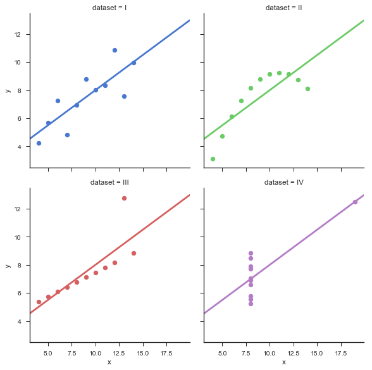 dataset = I
dataset = II
12
10
8
6
4
y
dataset = III
dataset = IV
12
10
8
6
4
y
5.0 7.5 10.0 12.5 15.0 17.5
x
5.0 7.5 10.0 12.5 15.0 17.5
x